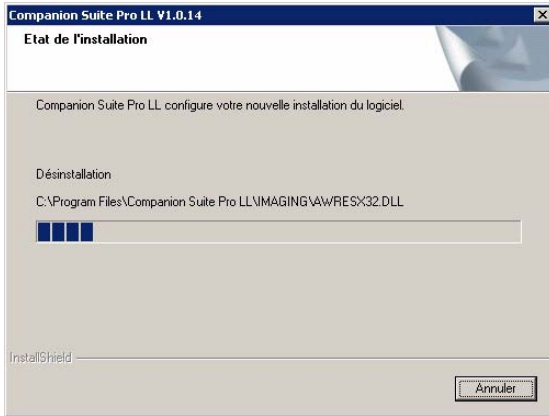 Companion Suite Pro LL V1.0.14
Etat de l'installation
Companion Suite Pro LL configure votre nouvelle installation du logiciel.
Désinstallation
C:\Program Files\Companion Suite Pro LL\IMAGING\AWRESX32.DLL
InstallShield
Annuler